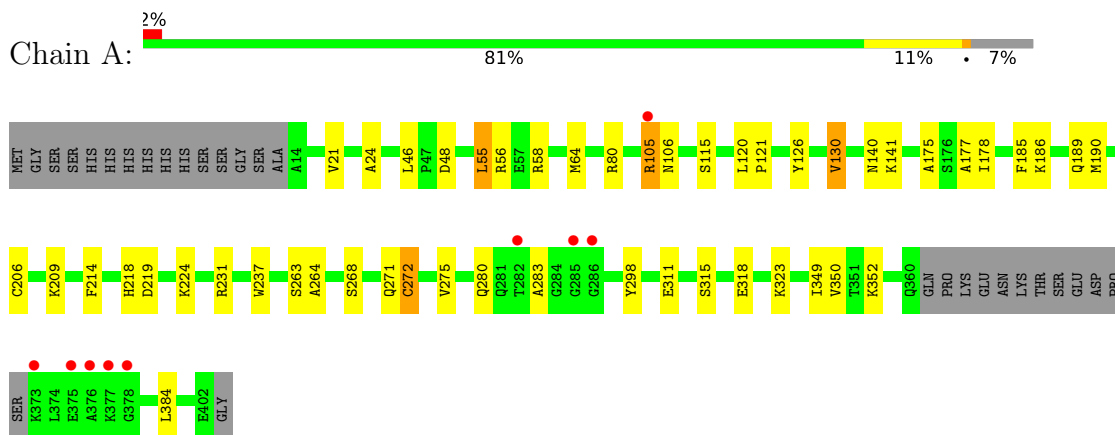 2%
Chain A:
81% 11% • 7%
MET GLY SER SER HIS HIS HIS HIS HIS HIS SER SER GLY SER ALA A14 V21 A24 L46 P47 D48 L55 R56 E57 R58 M64 R80 R105 N106 S115 L120 P121 Y126 V130 N140 K141 A175 S176 A177 I178 F185 K186 Q189 M190
C206 K209 F214 H218 D219 K224 R231 W237 S263 A264 S268 Q271 C272 V275 Q280 Q281 T282 A283 G284 G285 G286 Y298 E311 S315 E318 K323 I349 V350 T351 K352 Q360 GLN PRO LYS GLU ASN LYS THR SER GLU ASP PRO
SER K373 L374 E375 A376 K377 G378 L384 E402 GLY